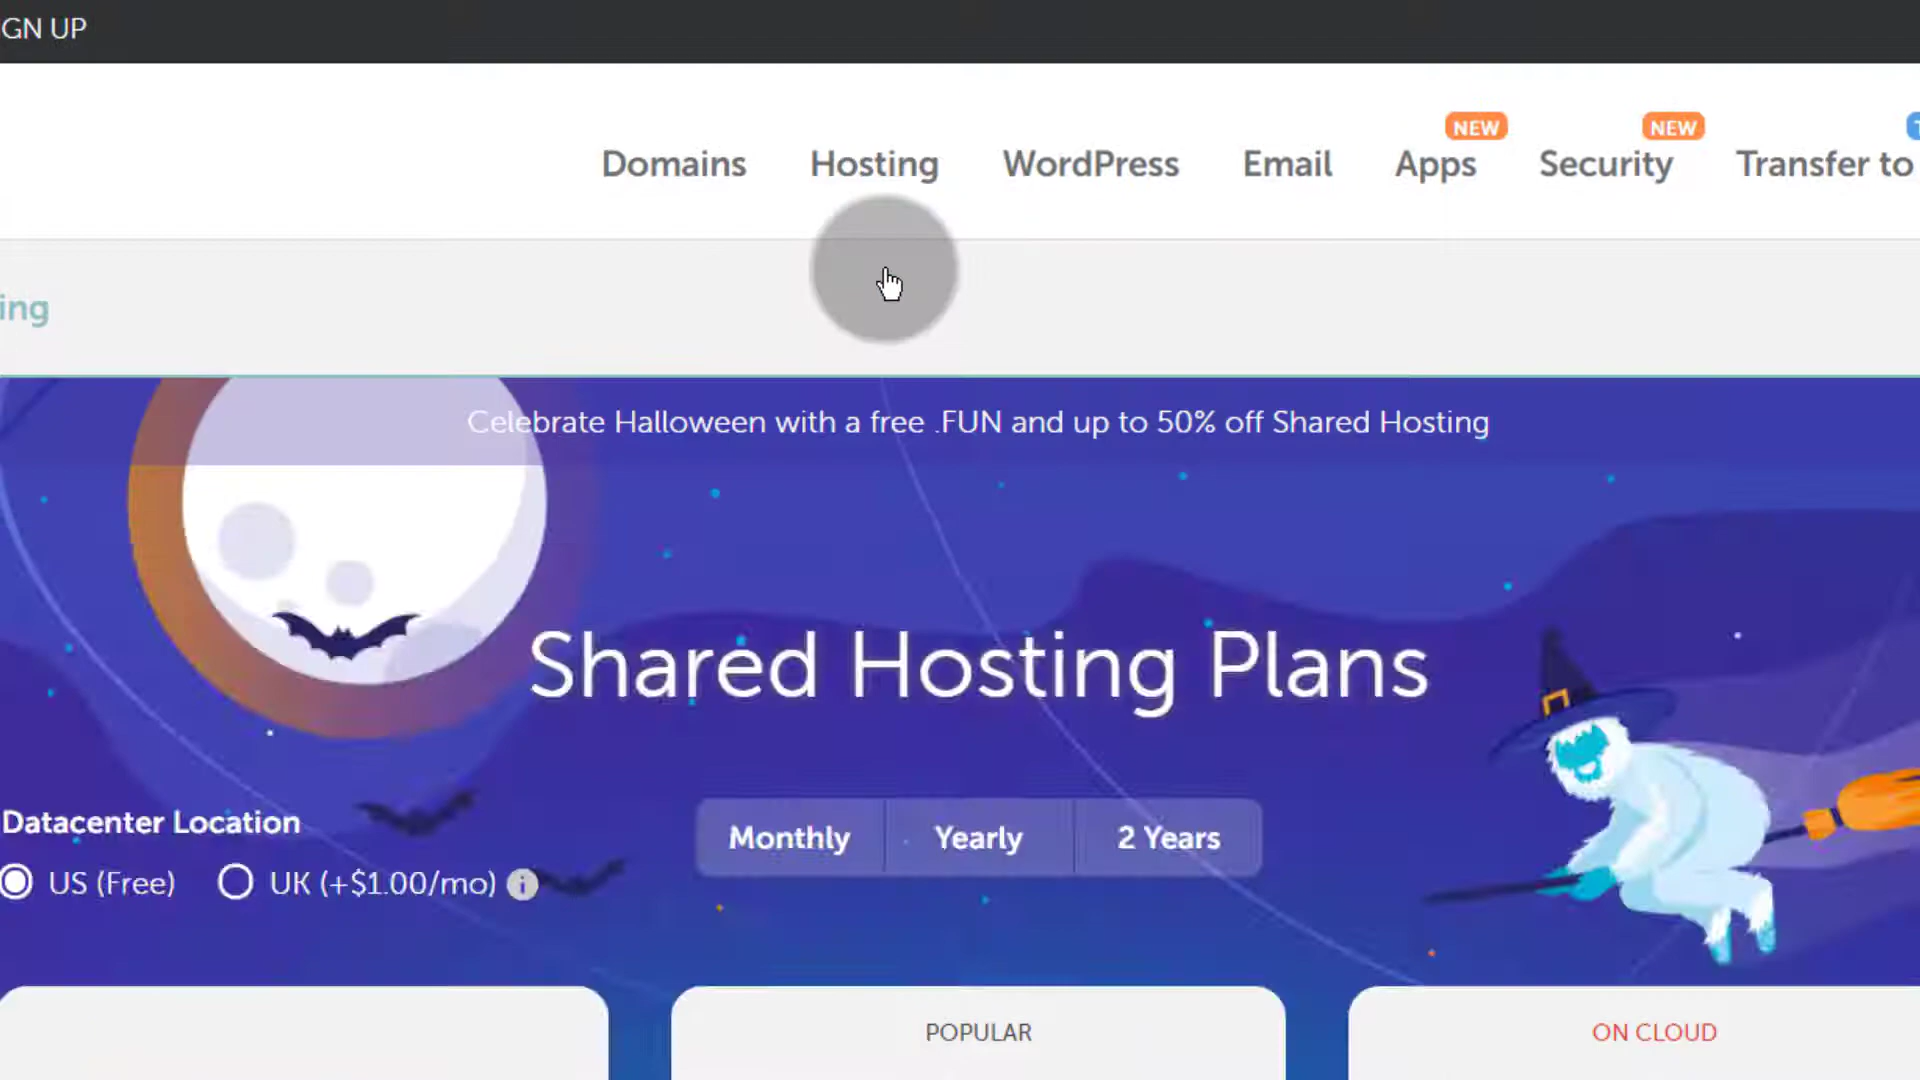 GN UP
NEW
NEW
Domains
Hosting
WordPress
Email
Apps
Security
Transfer to
ing
Celebrate Halloween with a free .FUN and up to 50% off Shared Hosting
Shared Hosting Plans
Datacenter Location
US (Free)
UK (+$1.00/mo)
i
Monthly
Yearly
2 Years
POPULAR
ON CLOUD